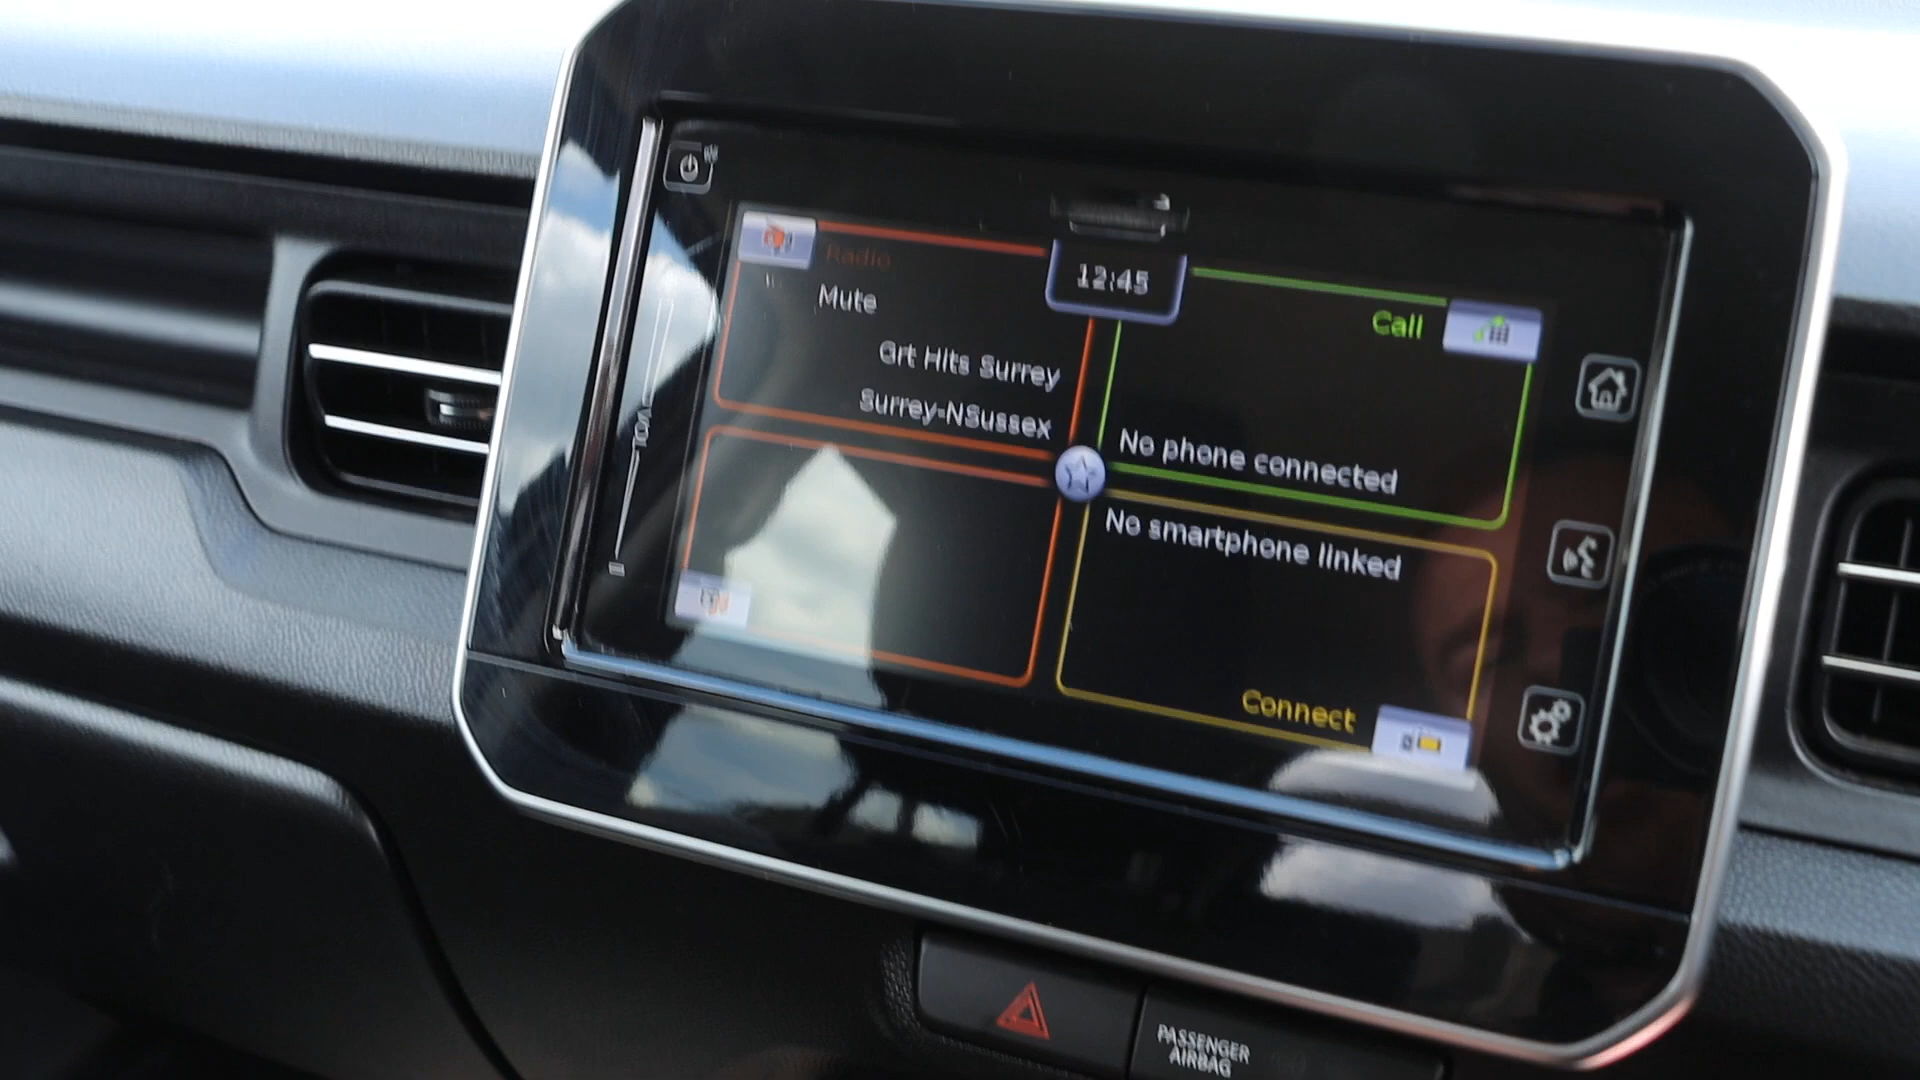 Radio
12:45
Mute
Call
Grt Hits Surrey
Surrey-NSussex
VOL
No phone connected
No smartphone linked
Connect
PASSENGER
AIRBAG